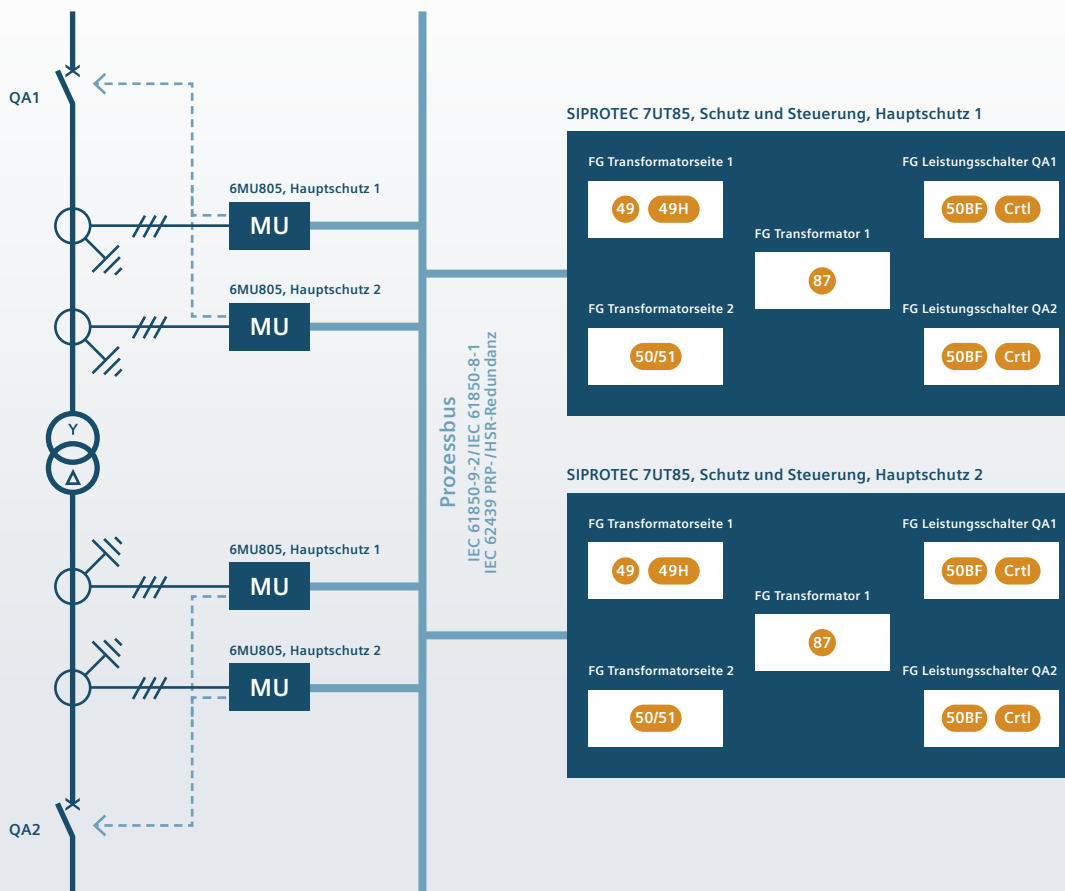 QA1
6MU805, Hauptschutz 1
MU
6MU805, Hauptschutz 2
MU
Y
Δ
6MU805, Hauptschutz 1
MU
6MU805, Hauptschutz 2
MU
QA2
Prozessbus
IEC 61850-9-2/IEC 61850-8-1
IEC 62439 PRP-/HSR-Redundanz
SIPROTEC 7UT85, Schutz und Steuerung, Hauptschutz 1
FG Transformatorseite 1
49 49H
FG Leistungsschalter QA1
50BF Crtl
FG Transformator 1
87
FG Transformatorseite 2
50/51
FG Leistungsschalter QA2
50BF Crtl
SIPROTEC 7UT85, Schutz und Steuerung, Hauptschutz 2
FG Transformatorseite 1
49 49H
FG Leistungsschalter QA1
50BF Crtl
FG Transformator 1
87
FG Transformatorseite 2
50/51
FG Leistungsschalter QA2
50BF Crtl